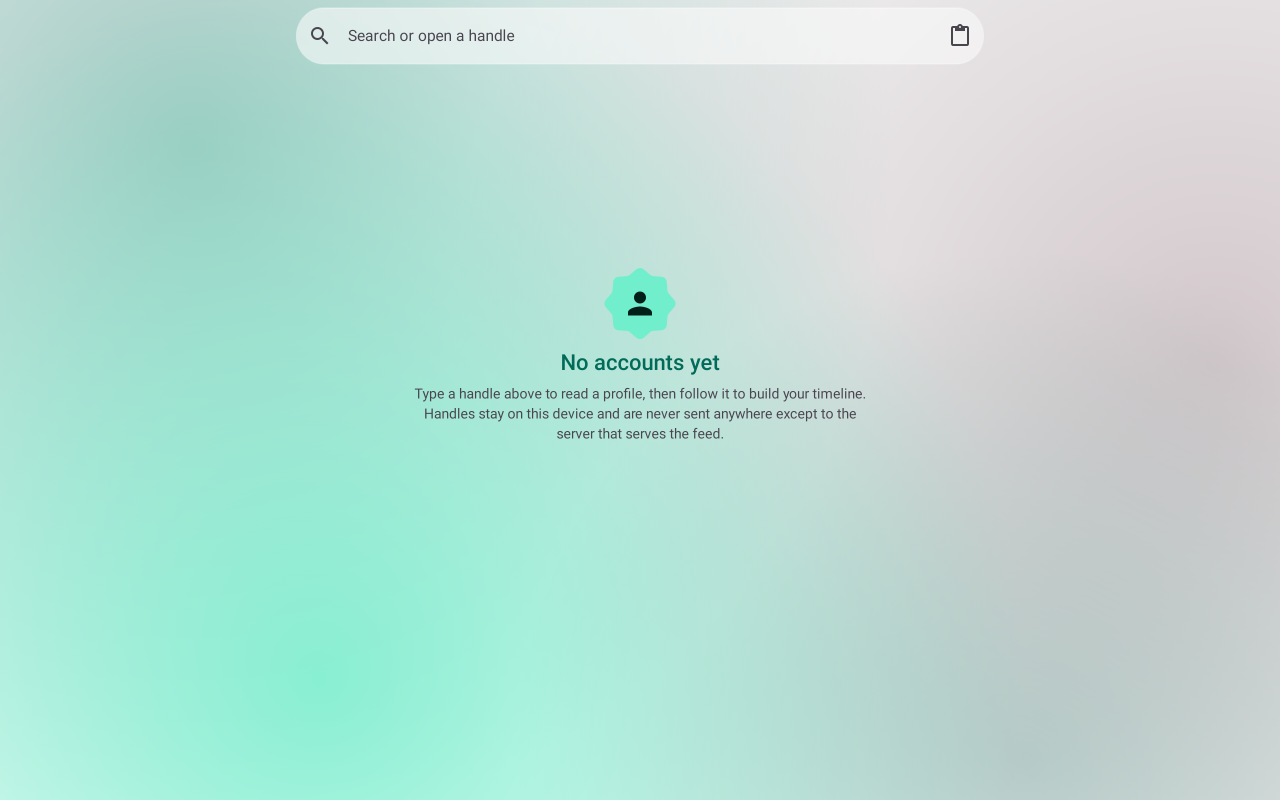 Search or open a handle
No accounts yet
Type a handle above to read a profile, then follow it to build your timeline.
Handles stay on this device and are never sent anywhere except to the
server that serves the feed.